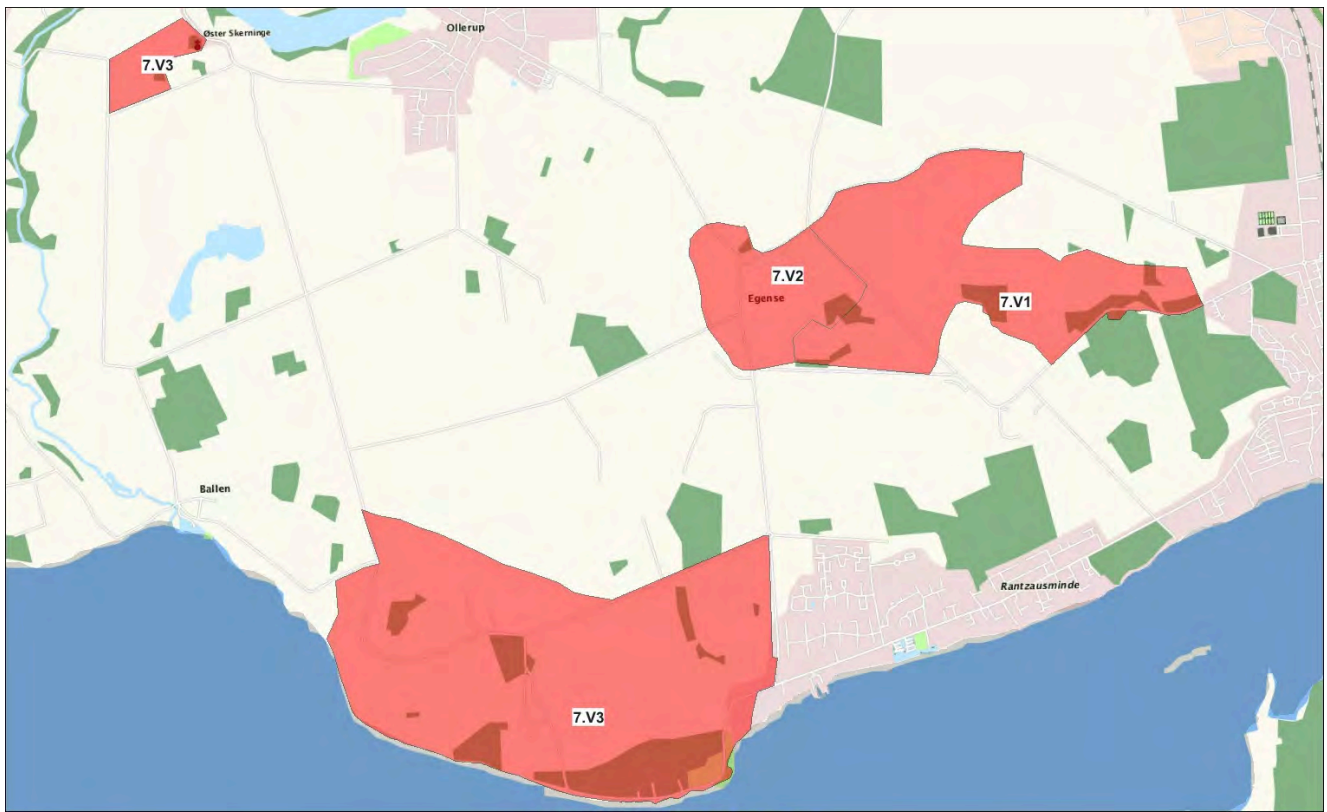 Øster Skerninge
Ollerup
7.V3
7.V2
Egense
7.V1
Ballen
Rantzausminde
7.V3